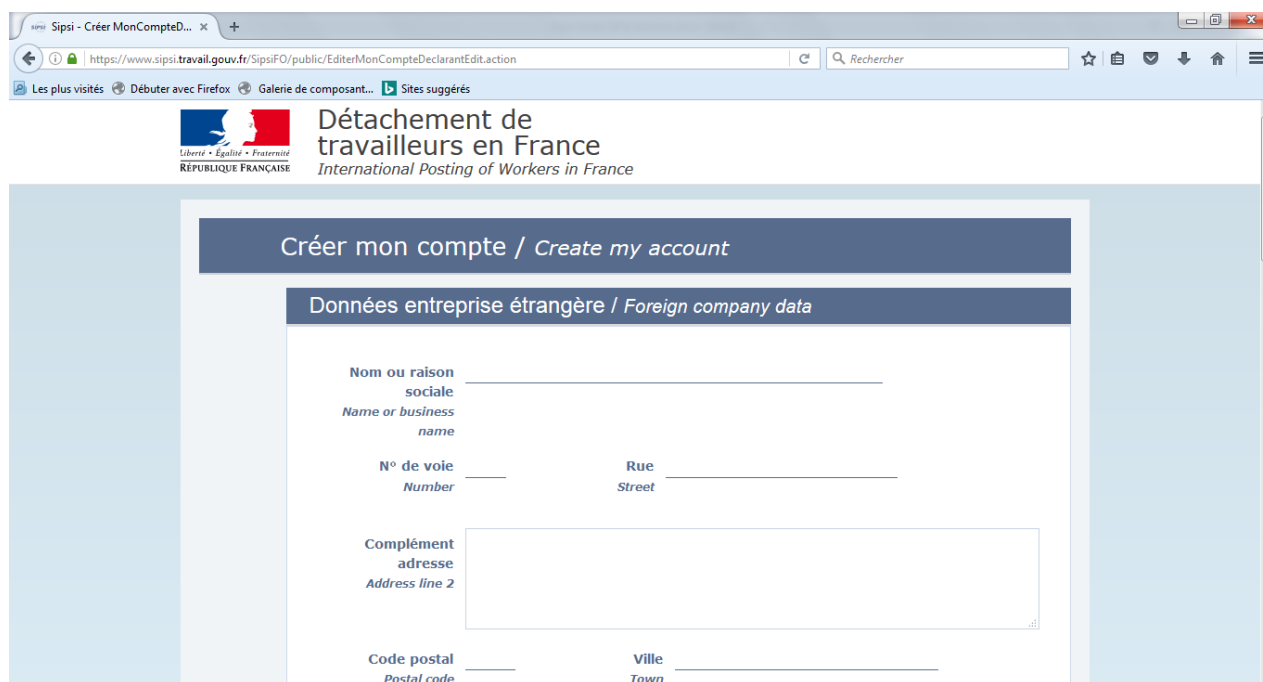 sipsi Sipsi - Créer MonCompteD... × +
https://www.sipsi.travail.gouv.fr/SipsiFO/public/EditerMonCompteDeclarantEdit.action Rechercher
Les plus visités Débuter avec Firefox Galerie de composant... b Sites suggérés
Liberté • Égalité • Fraternité
RÉPUBLIQUE FRANÇAISE
Détachement de
travailleurs en France
International Posting of Workers in France
Créer mon compte / Create my account
Données entreprise étrangère / Foreign company data
Nom ou raison
sociale
Name or business
name
N° de voie Rue
Number Street
Complément
adresse
Address line 2
Code postal Ville
Postal code Town